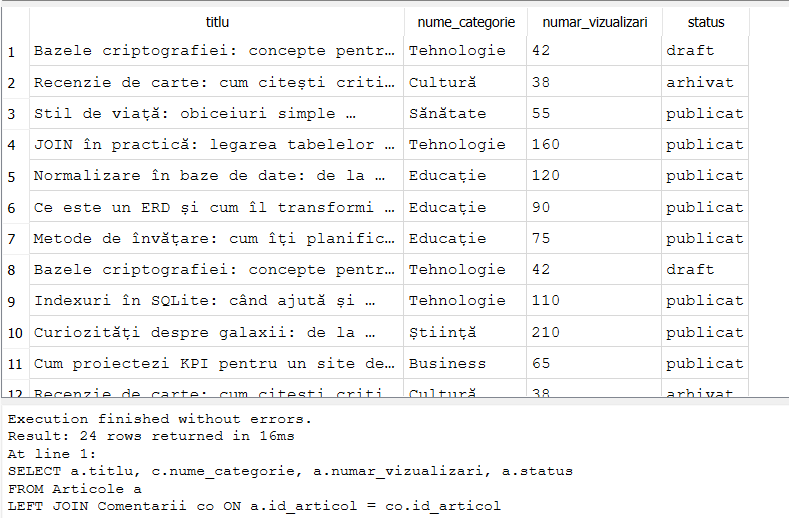 titlu nume_categorie numar_vizualizari status
1 Bazele criptografiei: concepte pentr… Tehnologie 42 draft
2 Recenzie de carte: cum citești criti… Cultură 38 arhivat
3 Stil de viață: obiceiuri simple … Sănătate 55 publicat
4 JOIN în practică: legarea tabelelor … Tehnologie 160 publicat
5 Normalizare în baze de date: de la … Educație 120 publicat
6 Ce este un ERD și cum îl transformi … Educație 90 publicat
7 Metode de învățare: cum îți planific… Educație 75 publicat
8 Bazele criptografiei: concepte pentr… Tehnologie 42 draft
9 Indexuri în SQLite: când ajută și … Tehnologie 110 publicat
10 Curiozități despre galaxii: de la … Știință 210 publicat
11 Cum proiectezi KPI pentru un site de… Business 65 publicat
12 Recenzie de carte: cum citești criti… Cultură 38 arhivat
Execution finished without errors.
Result: 24 rows returned in 16ms
At line 1:
SELECT a.titlu, c.nume_categorie, a.numar_vizualizari, a.status
FROM Articole a
LEFT JOIN Comentarii co ON a.id_articol = co.id_articol